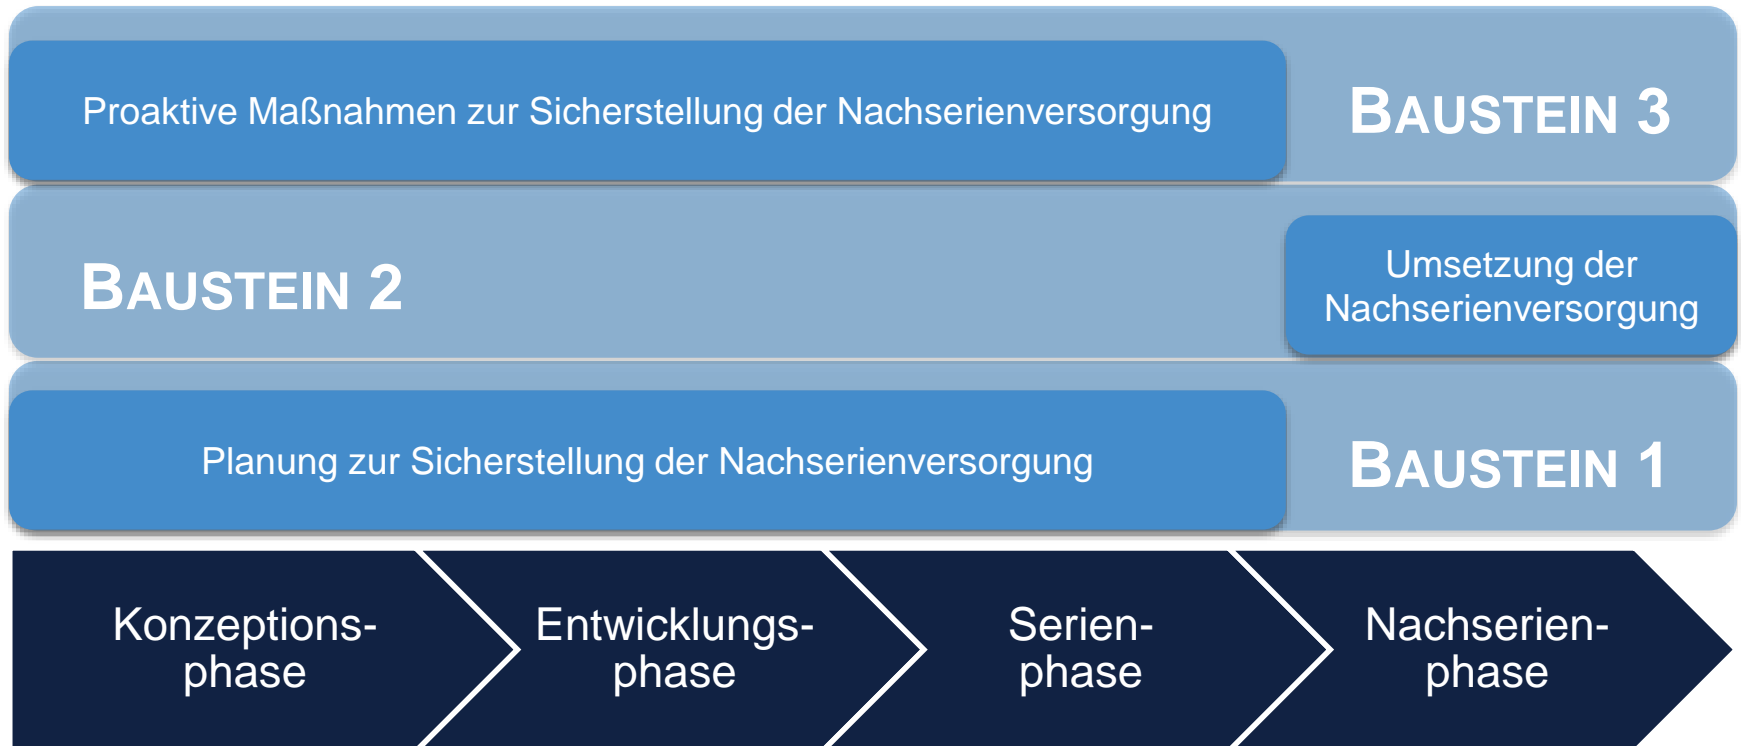 Proaktive Maßnahmen zur Sicherstellung der Nachserienversorgung
BAUSTEIN 3
BAUSTEIN 2
Umsetzung der
Nachserienversorgung
Planung zur Sicherstellung der Nachserienversorgung
BAUSTEIN 1
Konzeptions-
phase
Entwicklungs-
phase
Serien-
phase
Nachserien-
phase